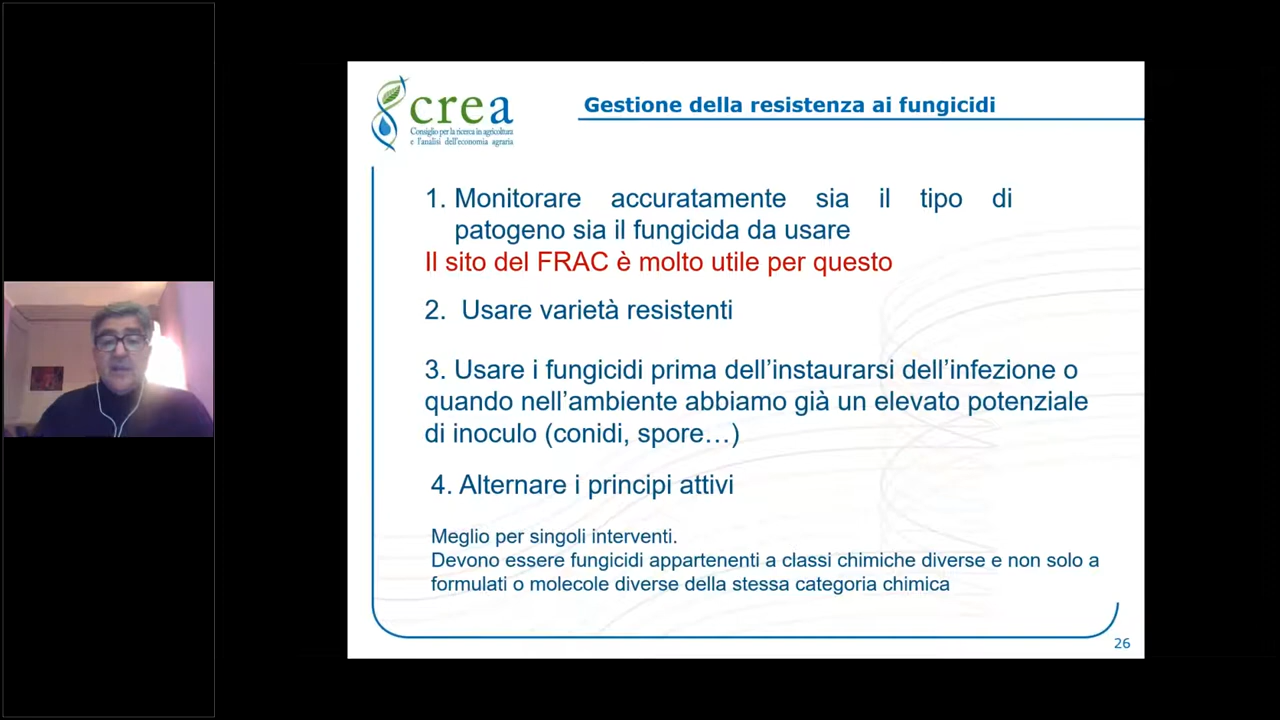 crea
Consiglio per la ricerca in agricoltura
e l'analisi dell'economia agraria
Gestione della resistenza ai fungicidi
1. Monitorare accuratamente sia il tipo di
patogeno sia il fungicida da usare
Il sito del FRAC è molto utile per questo
2. Usare varietà resistenti
3. Usare i fungicidi prima dell’instaurarsi dell’infezione o
quando nell’ambiente abbiamo già un elevato potenziale
di inoculo (conidi, spore…)
4. Alternare i principi attivi
Meglio per singoli interventi.
Devono essere fungicidi appartenenti a classi chimiche diverse e non solo a
formulati o molecole diverse della stessa categoria chimica
26